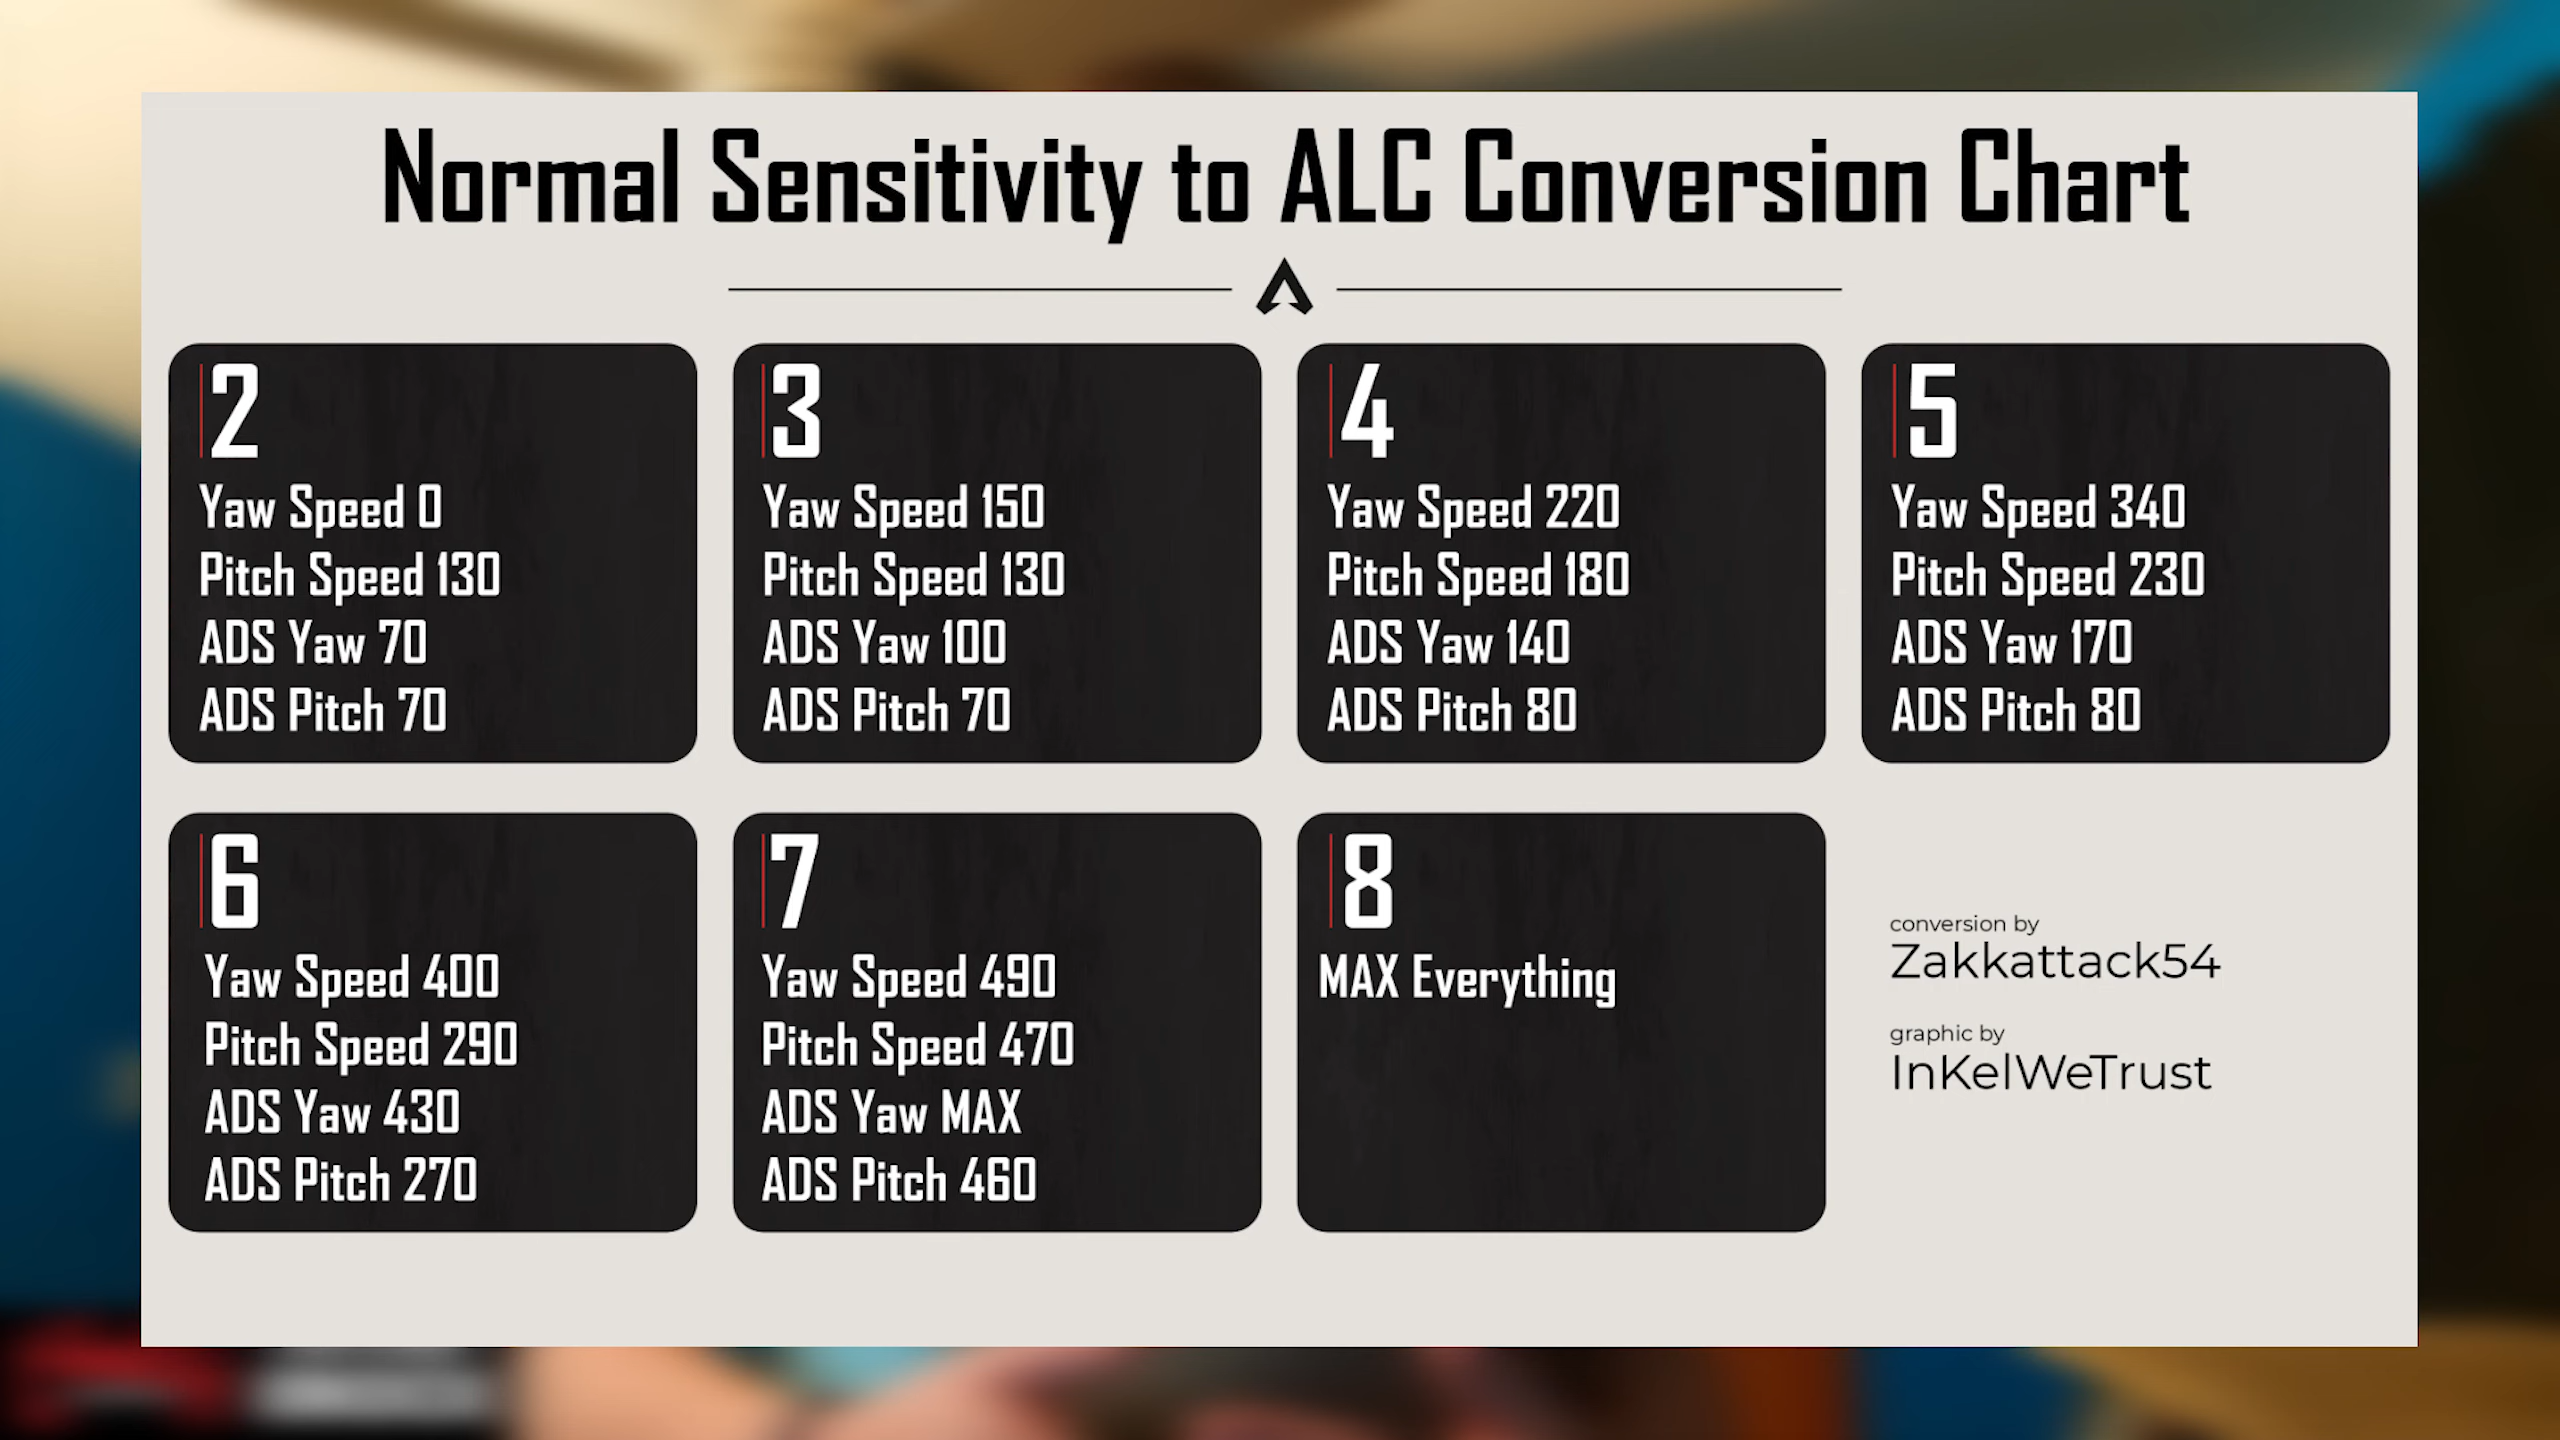 Normal Sensitivity to ALC Conversion Chart
2
Yaw Speed 0
Pitch Speed 130
ADS Yaw 70
ADS Pitch 70
3
Yaw Speed 150
Pitch Speed 130
ADS Yaw 100
ADS Pitch 70
4
Yaw Speed 220
Pitch Speed 180
ADS Yaw 140
ADS Pitch 80
5
Yaw Speed 340
Pitch Speed 230
ADS Yaw 170
ADS Pitch 80
6
Yaw Speed 400
Pitch Speed 290
ADS Yaw 430
ADS Pitch 270
7
Yaw Speed 490
Pitch Speed 470
ADS Yaw MAX
ADS Pitch 460
8
MAX Everything
conversion by
Zakkattack54
graphic by
InKelWeTrust